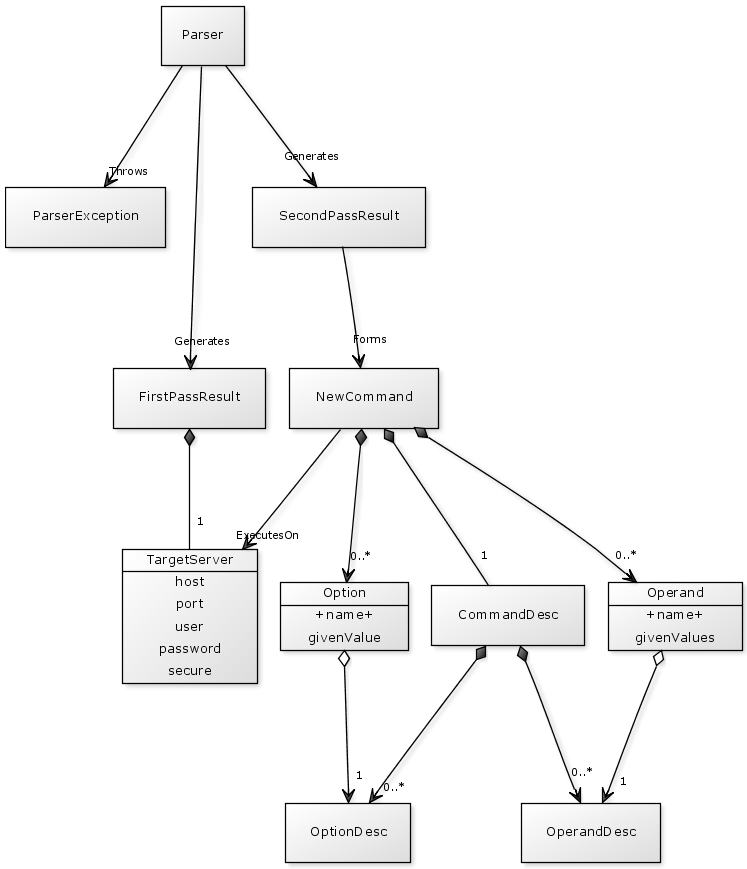 Parser
Throws
Generates
ParserException
SecondPassResult
Generates
Forms
FirstPassResult
NewCommand
1
ExecutesOn
0..*
1
0..*
TargetServer
host
port
user
password
secure
Option
+name+
givenValue
CommandDesc
Operand
+name+
givenValues
1
0..*
0..*
1
OptionDesc
OperandDesc